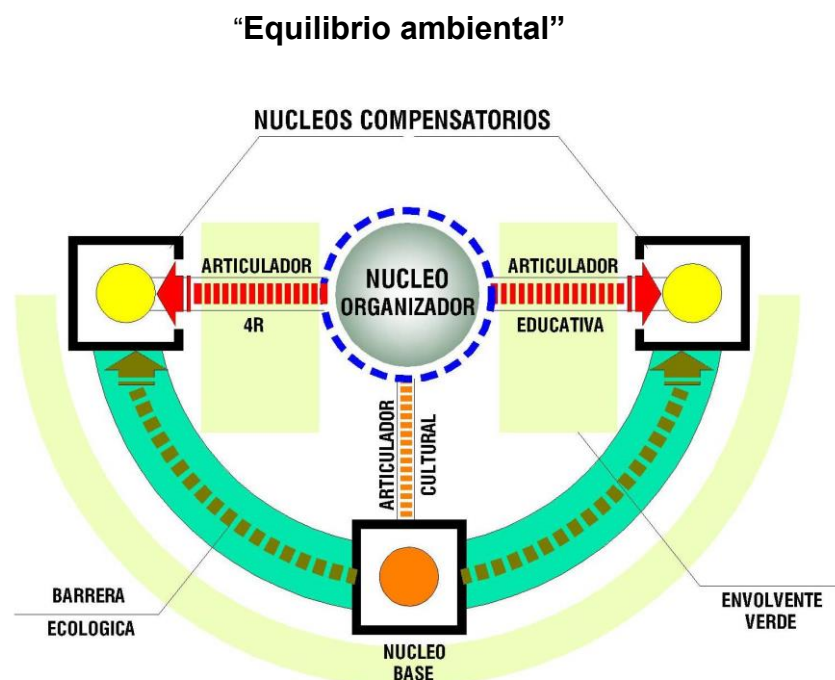 “Equilibrio ambiental”
NUCLEOS COMPENSATORIOS
ARTICULADOR
4R
NUCLEO
ORGANIZADOR
ARTICULADOR
EDUCATIVA
ARTICULADOR
CULTURAL
BARRERA
ECOLOGICA
NUCLEO
BASE
ENVOLVENTE
VERDE